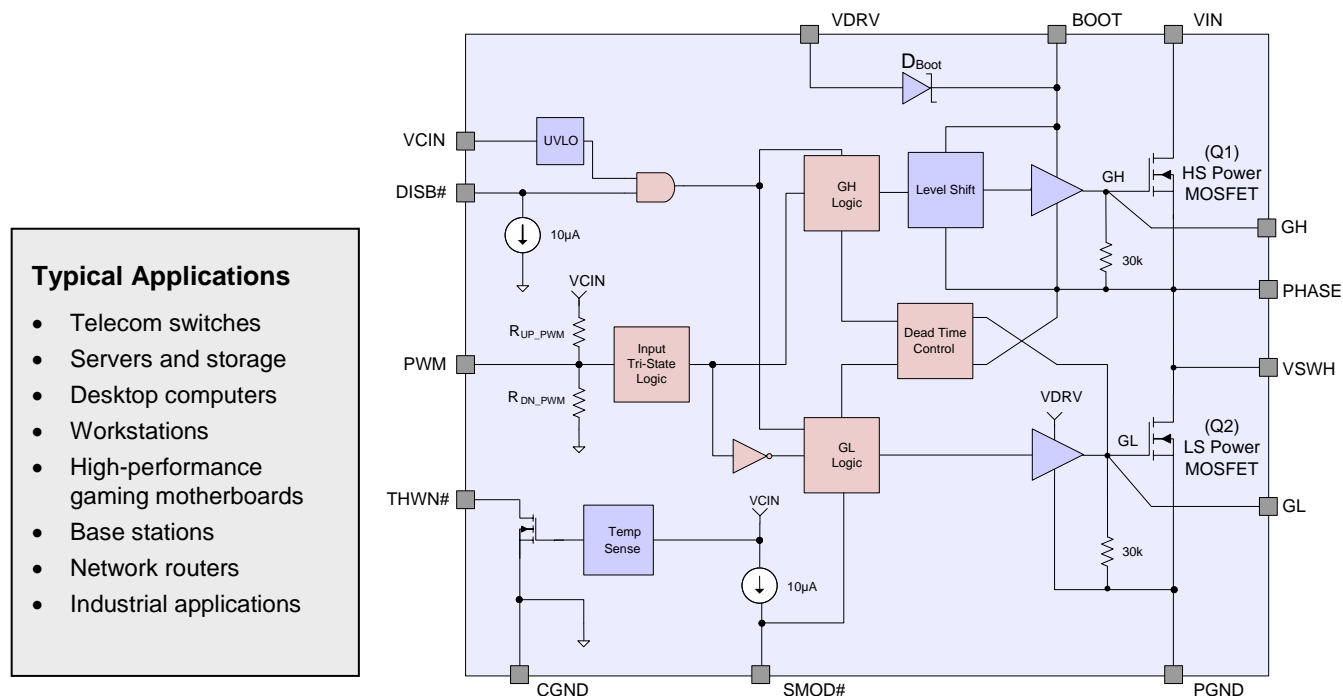 Typical Applications
• Telecom switches
• Servers and storage
• Desktop computers
• Workstations
• High-performance
gaming motherboards
• Base stations
• Network routers
• Industrial applications
VDRV
BOOT
VIN
DBoot
VCIN
UVLO
DISB#
10µA
GH
Logic
Level Shift
GH
(Q1)
HS Power
MOSFET
GH
30k
PHASE
VCIN
RUP_PWM
PWM
Input
Tri-State
Logic
RDN_PWM
Dead Time
Control
VSWH
VDRV
GL
Logic
GL
(Q2)
LS Power
MOSFET
THWN#
VCIN
Temp
Sense
GL
30k
10µA
CGND
SMOD#
PGND